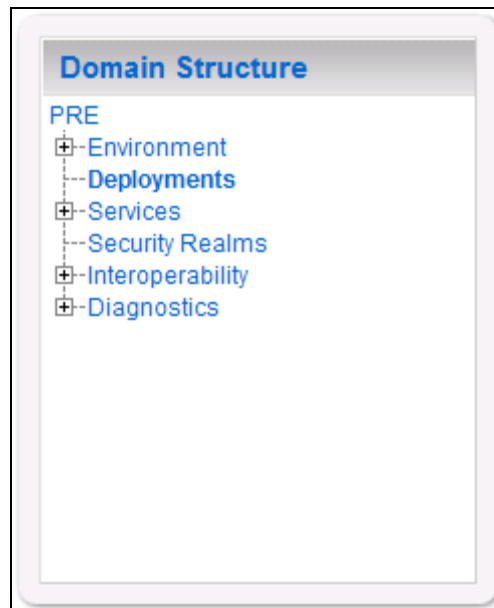 Domain Structure
PRE
Environment
Deployments
Services
Security Realms
Interoperability
Diagnostics